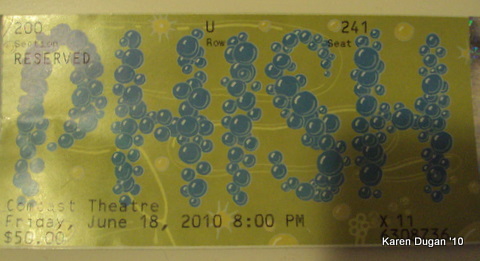 200 U 241
Section Row Seat
RESERVED
PHISH
Comcast Theatre
Friday, June 18, 2010 8:00 PM
$50.00 X 11
6308736
Karen Dugan '10